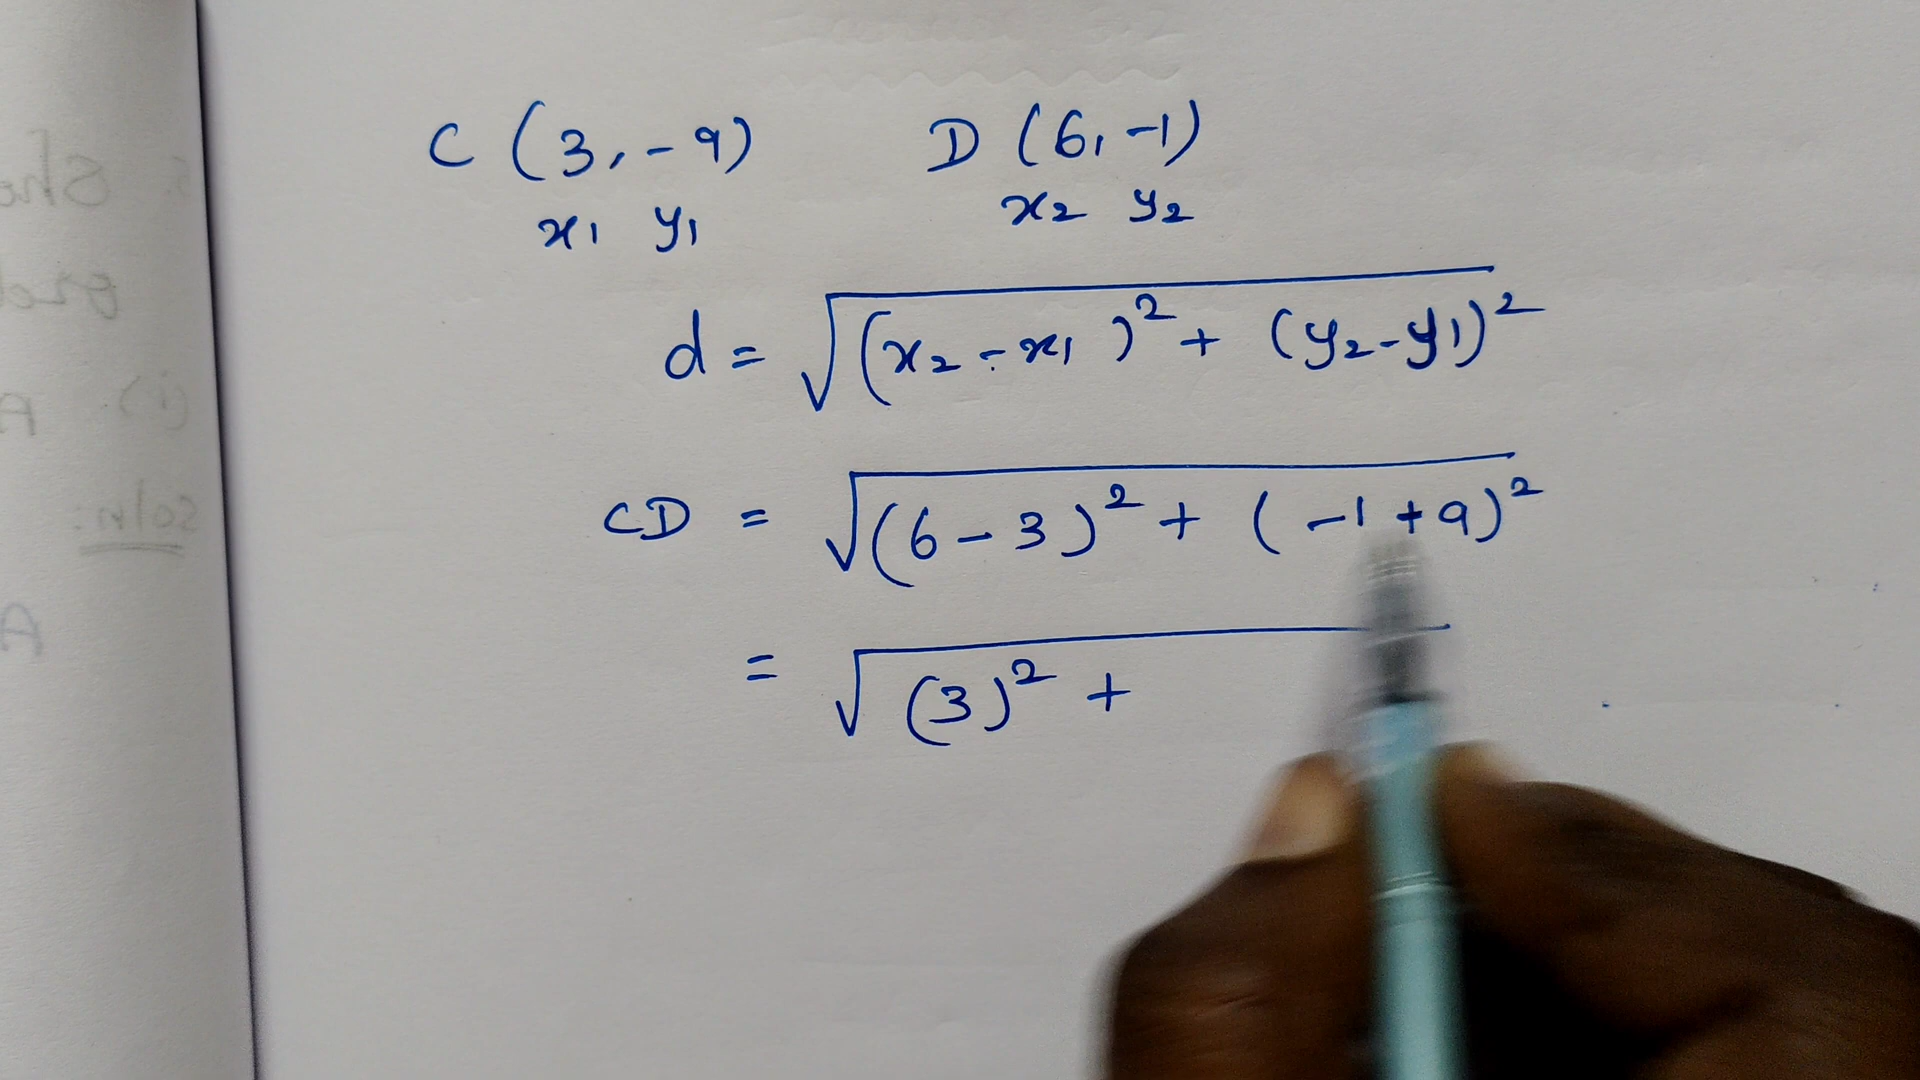 C (3, -9) D (6, -1)
x1 y1 x2 y2
d = √(x2 - x1)² + (y2 - y1)²
CD = √(6 - 3)² + (-1 + 9)²
= √(3)² +